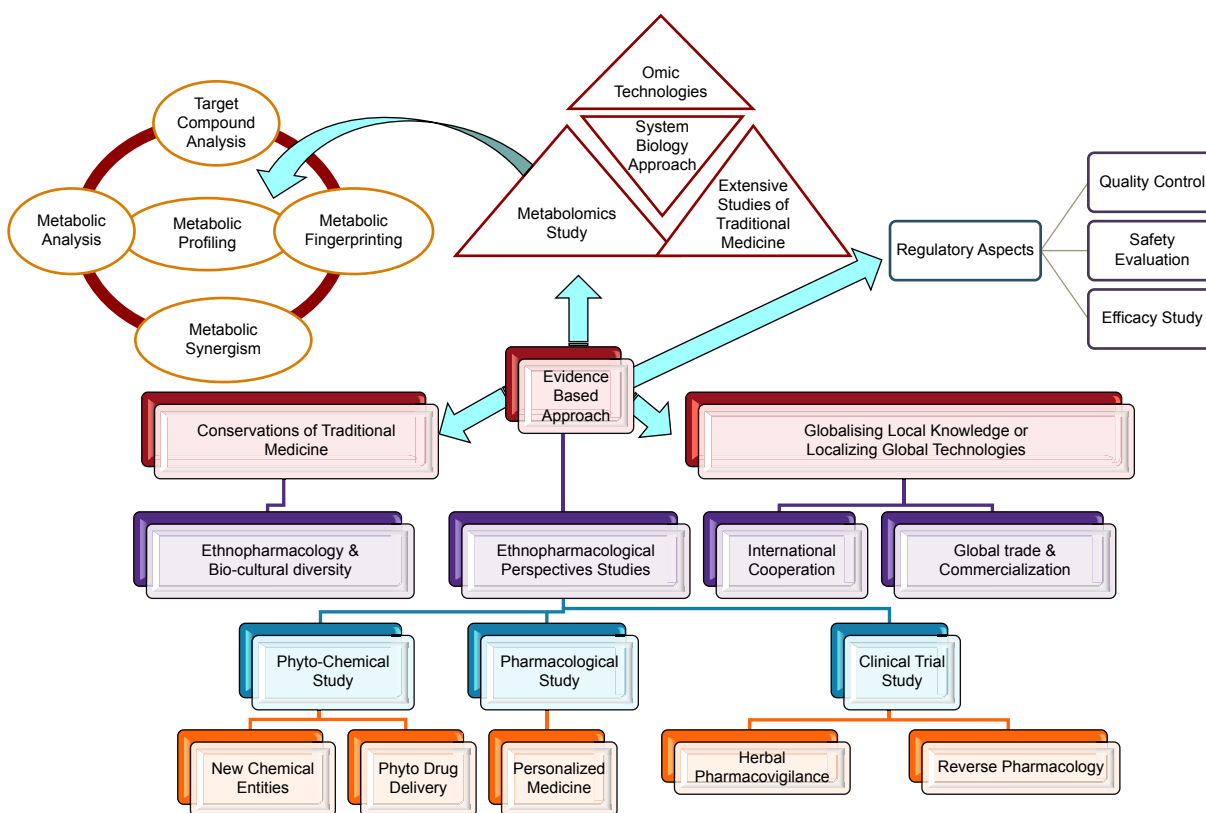 Omic
Technologies
System
Biology
Approach
Metabolomics
Study
Extensive
Studies of
Traditional
Medicine
Target
Compound
Analysis
Metabolic
Analysis
Metabolic
Profiling
Metabolic
Fingerprinting
Metabolic
Synergism
Regulatory Aspects
Quality Control
Safety
Evaluation
Efficacy Study
Evidence
Based
Approach
Conservations of Traditional
Medicine
Globalising Local Knowledge or
Localizing Global Technologies
Ethnopharmacology &
Bio-cultural diversity
Ethnopharmacological
Perspectives Studies
International
Cooperation
Global trade &
Commercialization
Phyto-Chemical
Study
Pharmacological
Study
Clinical Trial
Study
New Chemical
Entities
Phyto Drug
Delivery
Personalized
Medicine
Herbal
Pharmacovigilance
Reverse Pharmacology